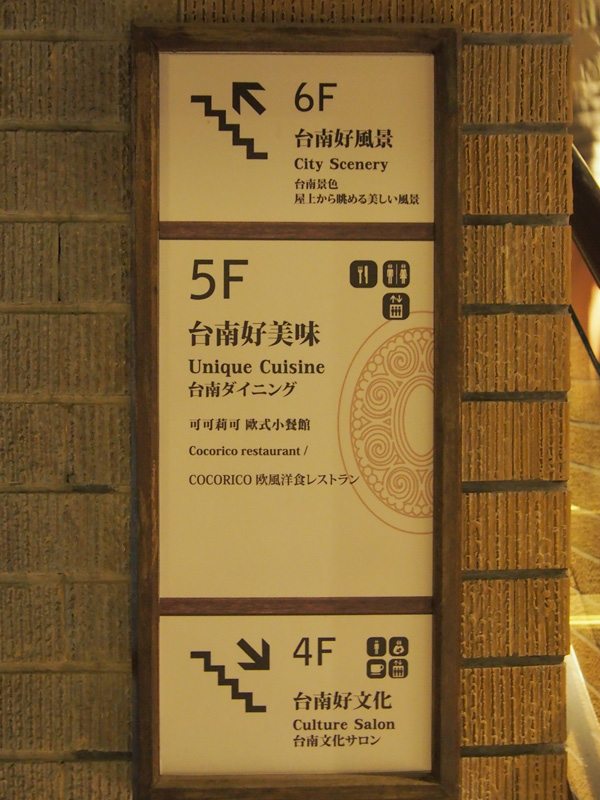 6F
台南好風景
City Scenery
台南景色
屋上から眺める美しい風景
5F
台南好美味
Unique Cuisine
台南ダイニング
可可莉可 歐式小餐館
Cocorico restaurant /
COCORICO 欧風洋食レストラン
4F
台南好文化
Culture Salon
台南文化サロン